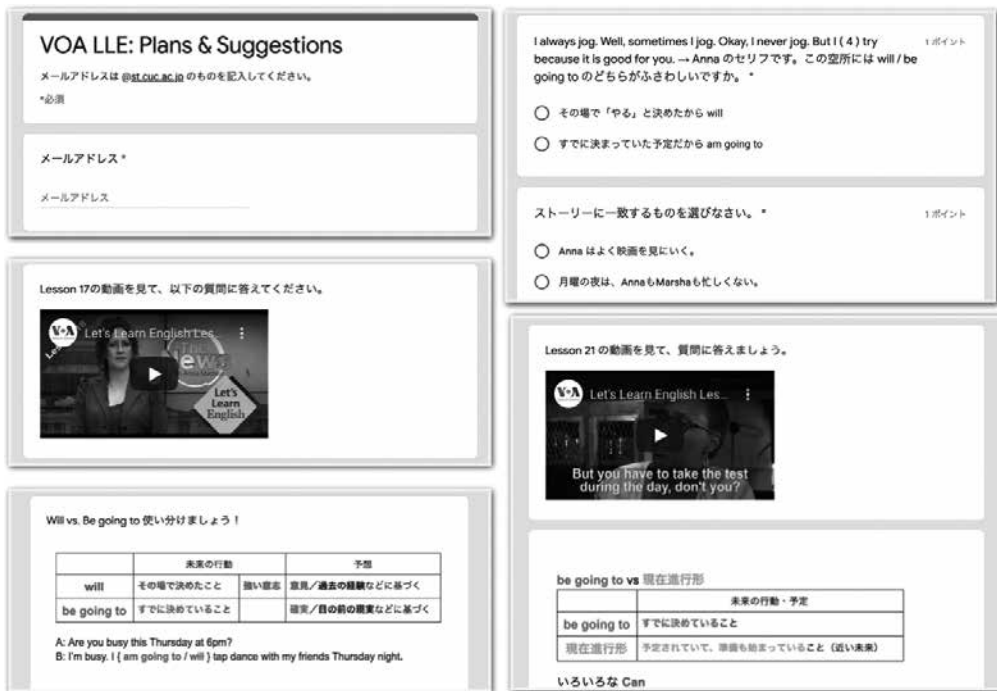 VOA LLE: Plans & Suggestions
メールアドレスは @st.cuc.ac.jp のものを記入してください。
*必須
メールアドレス *
メールアドレス
Lesson 17の動画を見て、以下の質問に答えてください。
VOA Let's Learn English Les...
The
News
Let's
Learn
English
Will vs. Be going to 使い分けましょう！
未来の行動 予想
will その場で決めたこと 強い意志 意見／過去の経験などに基づく
be going to すでに決めていること 確実／目の前の現実などに基づく
A: Are you busy this Thursday at 6pm?
B: I'm busy. I { am going to / will } tap dance with my friends Thursday night.
I always jog. Well, sometimes I jog. Okay, I never jog. But I ( 4 ) try 1 ポイント
because it is good for you. → Anna のセリフです。この空所には will / be
going to のどちらがふさわしいですか。 *
その場で「やる」と決めたから will
すでに決まっていた予定だから am going to
ストーリーに一致するものを選びなさい。 * 1 ポイント
Anna はよく映画を見にいく。
月曜の夜は、AnnaもMarshaも忙しくない。
Lesson 21 の動画を見て、質問に答えましょう。
VOA Let's Learn English Les...
But you have to take the test
during the day, don't you?
be going to vs 現在進行形
未来の行動・予定
be going to すでに決めていること
現在進行形 予定されていて、準備も始まっていること（近い未来）
いろいろな Can